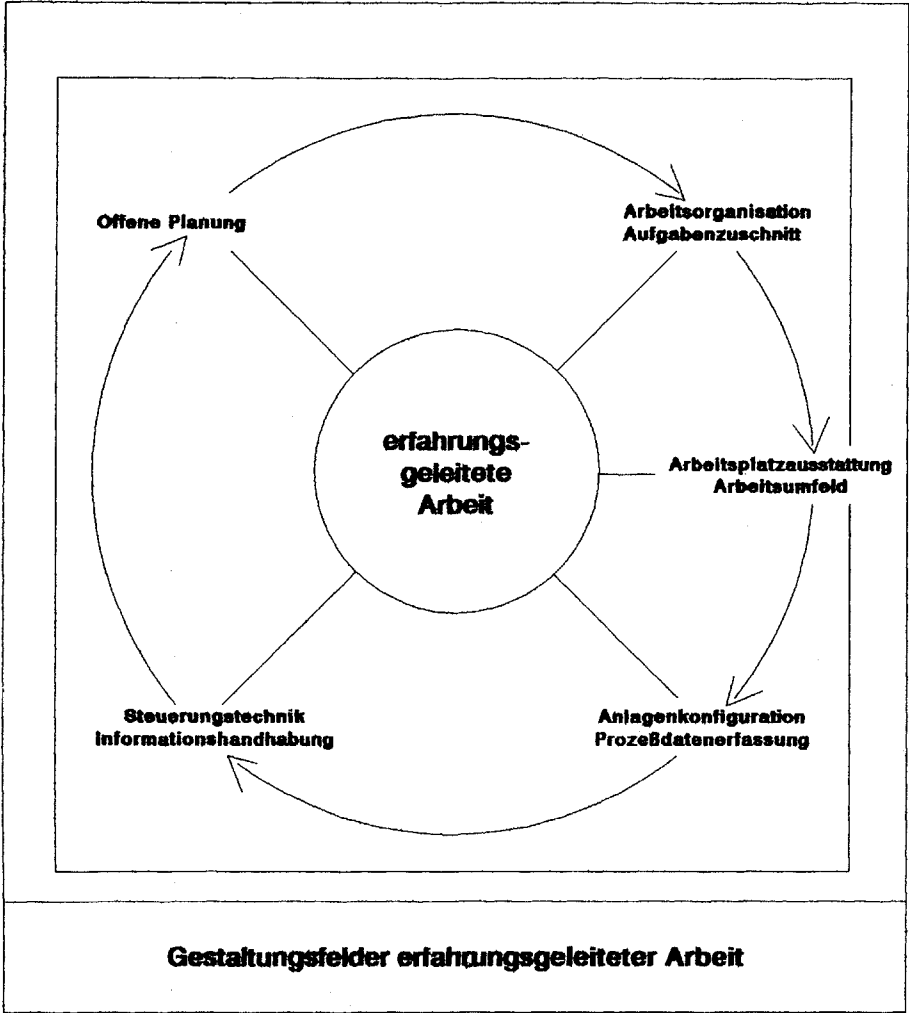 Offene Planung
Arbeitsorganisation
Aufgabenzuschnitt
erfahrungs-
geleitete
Arbeit
Arbeitsplatzausstattung
Arbeitsumfeld
Steuerungstechnik
Informationshandhabung
Anlagenkonfiguration
Prozeßdatenerfassung
Gestaltungsfelder erfahrungsgeleiteter Arbeit